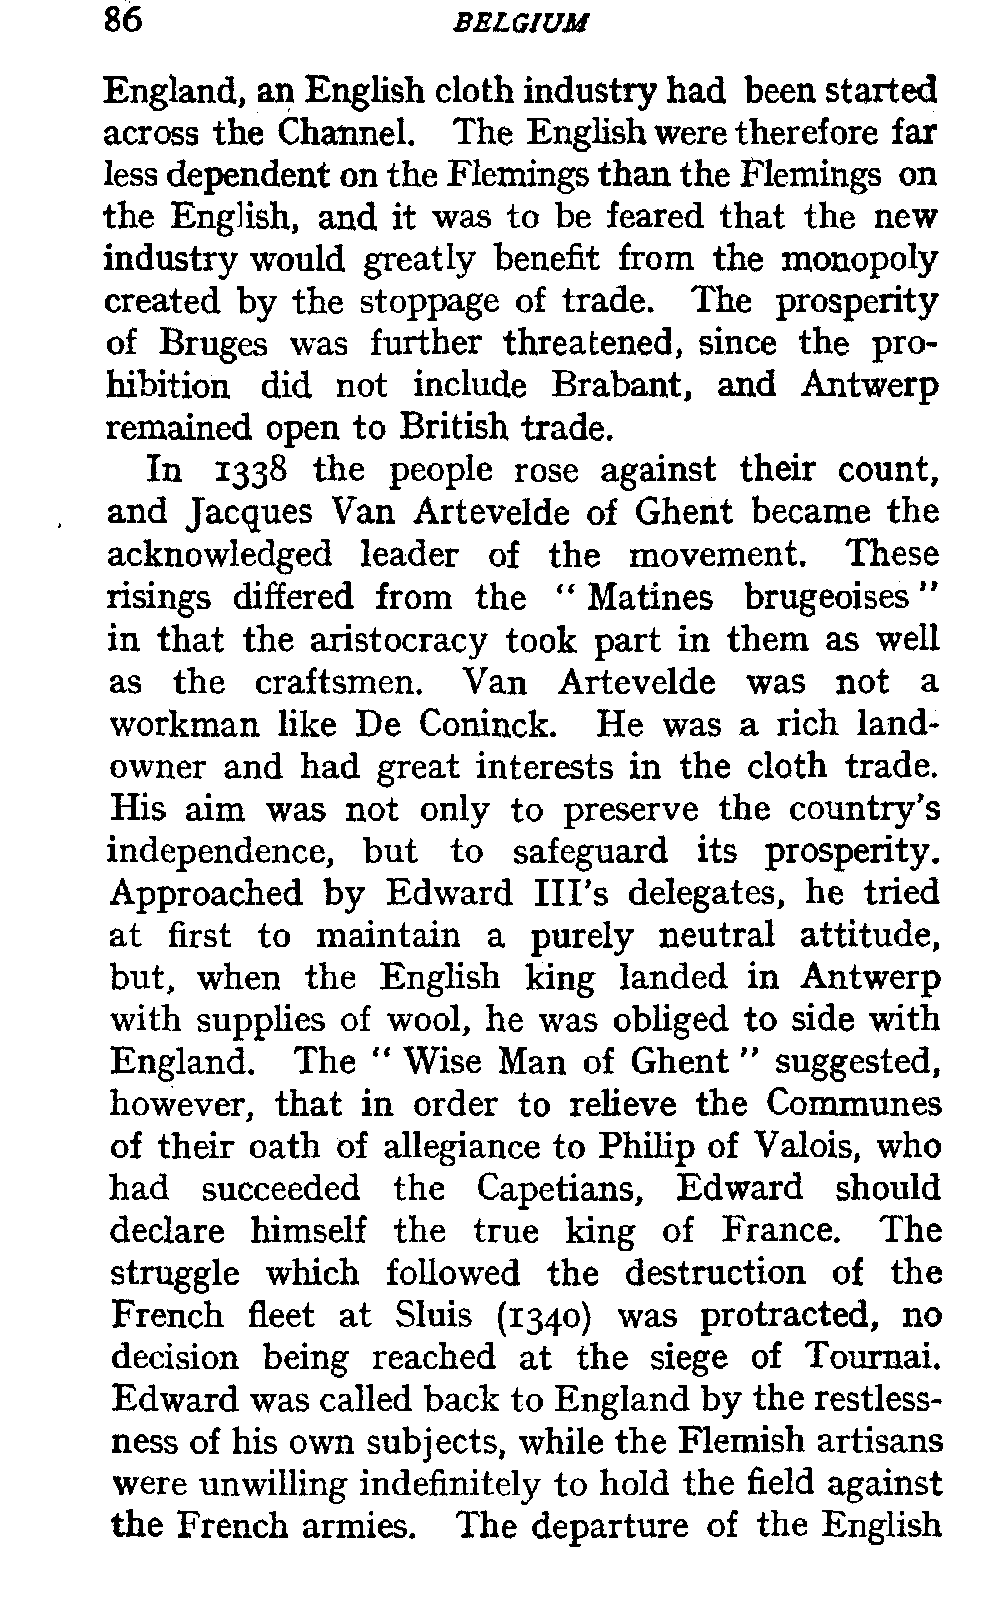 86 BELGIUM
England, an English cloth industry had been started
across the Channel. The English were therefore far
less dependent on the Flemings than the Flemings on
the English, and it was to be feared that the new
industry would greatly benefit from the monopoly
created by the stoppage of trade. The prosperity
of Bruges was further threatened, since the pro-
hibition did not include Brabant, and Antwerp
remained open to British trade.
In 1338 the people rose against their count,
and Jacques Van Artevelde of Ghent became the
acknowledged leader of the movement. These
risings differed from the " Matines brugeoises "
in that the aristocracy took part in them as well
as the craftsmen. Van Artevelde was not a
workman like De Coninck. He was a rich land-
owner and had great interests in the cloth trade.
His aim was not only to preserve the country's
independence, but to safeguard its prosperity.
Approached by Edward III's delegates, he tried
at first to maintain a purely neutral attitude,
but, when the English king landed in Antwerp
with supplies of wool, he was obliged to side with
England. The " Wise Man of Ghent " suggested,
however, that in order to relieve the Communes
of their oath of allegiance to Philip of Valois, who
had succeeded the Capetians, Edward should
declare himself the true king of France. The
struggle which followed the destruction of the
French fleet at Sluis (1340) was protracted, no
decision being reached at the siege of Tournai.
Edward was called back to England by the restless-
ness of his own subjects, while the Flemish artisans
were unwilling indefinitely to hold the field against
the French armies. The departure of the English